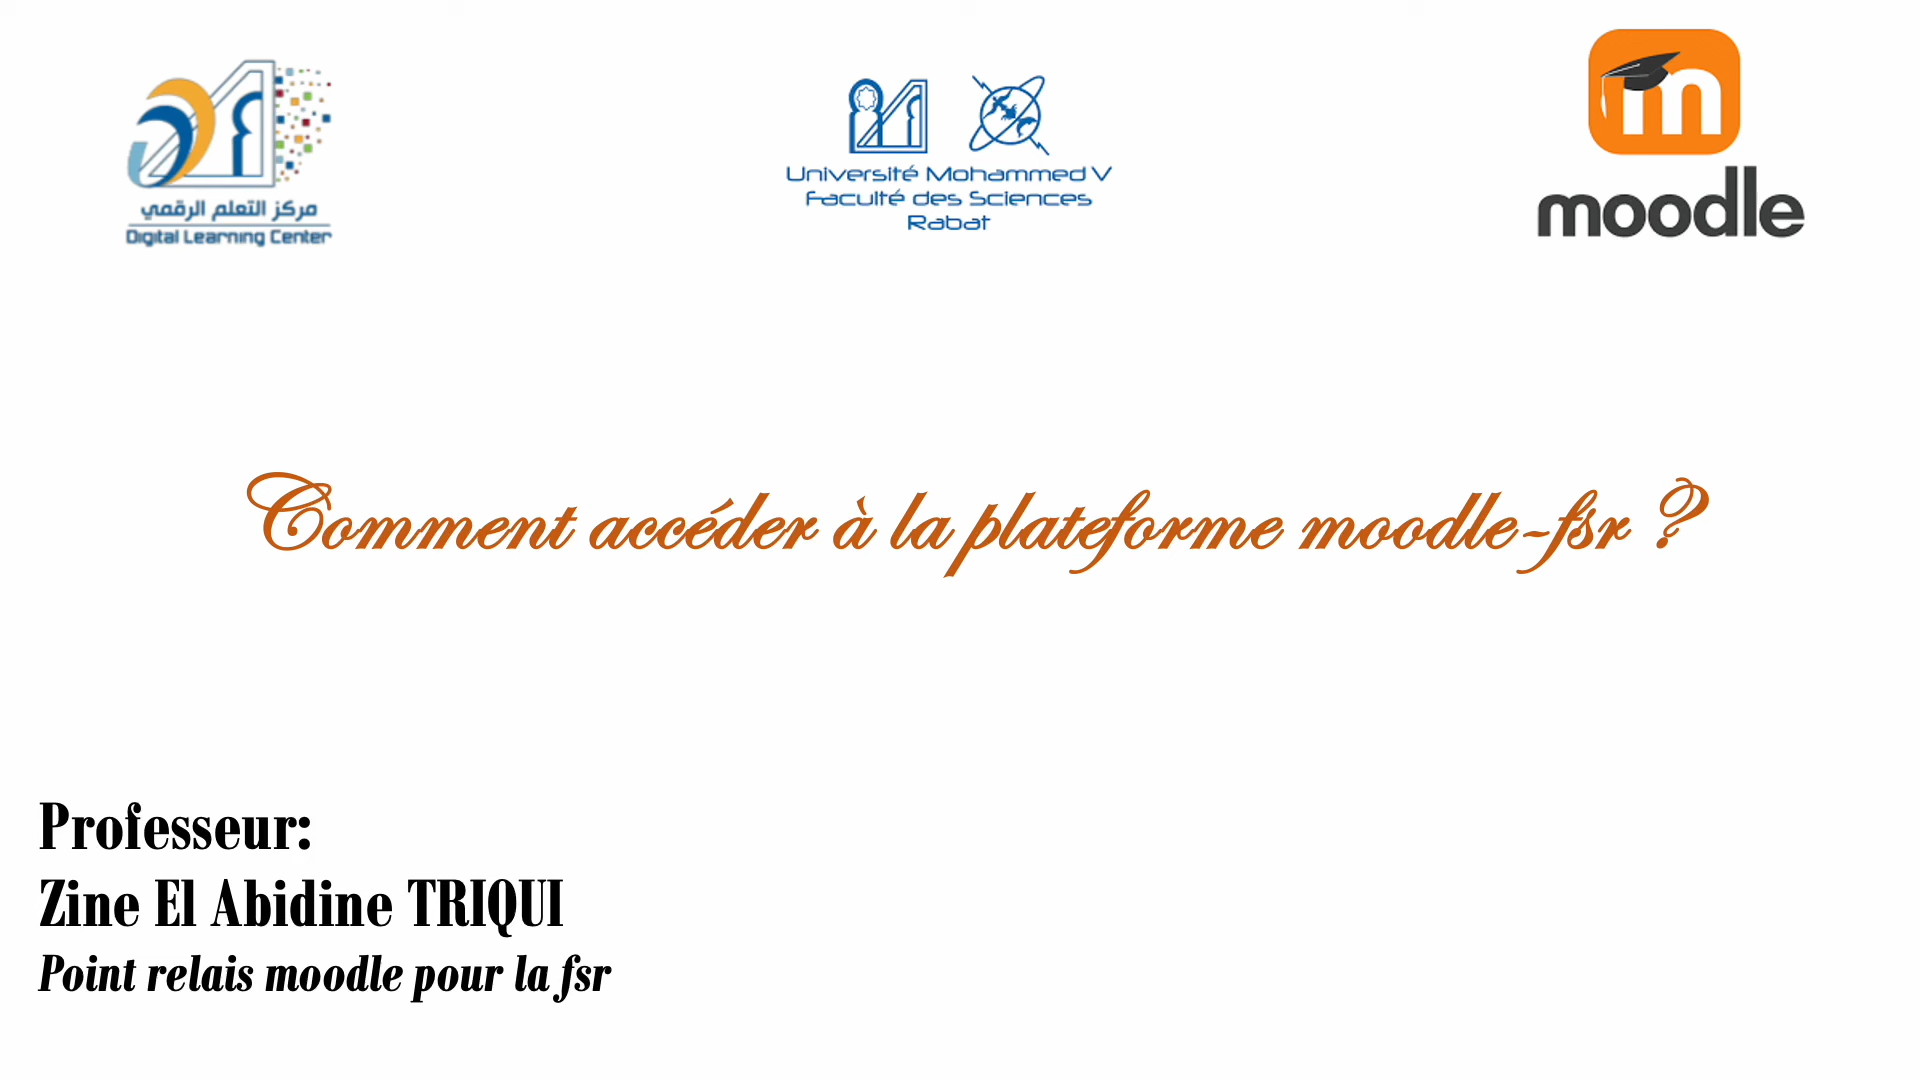 مركز التعلم الرقمي
Digital Learning Center
Université Mohammed V
Faculté des Sciences
Rabat
m
moodle
Comment accéder à la plateforme moodle-fsr ?
Professeur:
Zine El Abidine TRIQUI
Point relais moodle pour la fsr